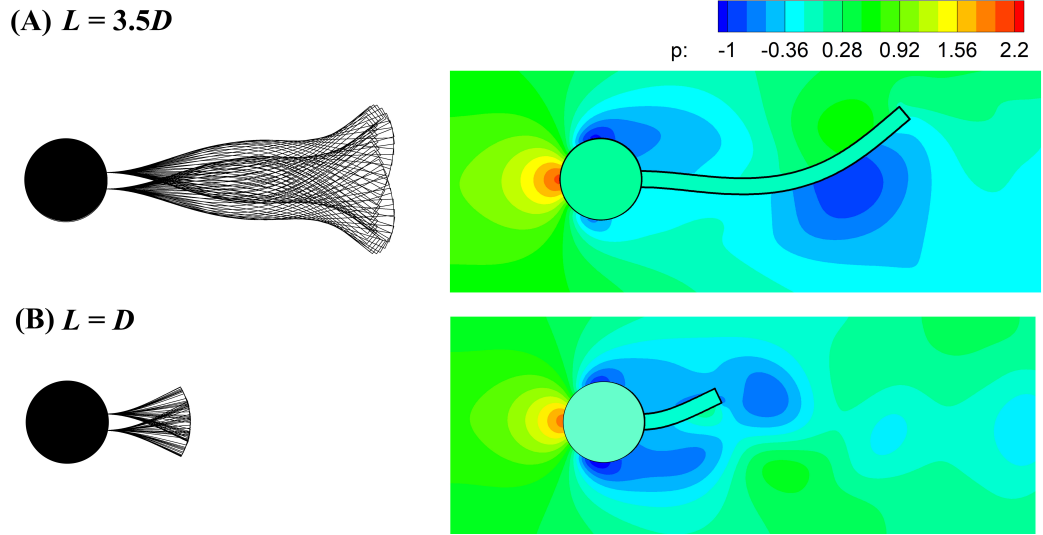 (A) L = 3.5D
p: -1 -0.36 0.28 0.92 1.56 2.2
(B) L = D